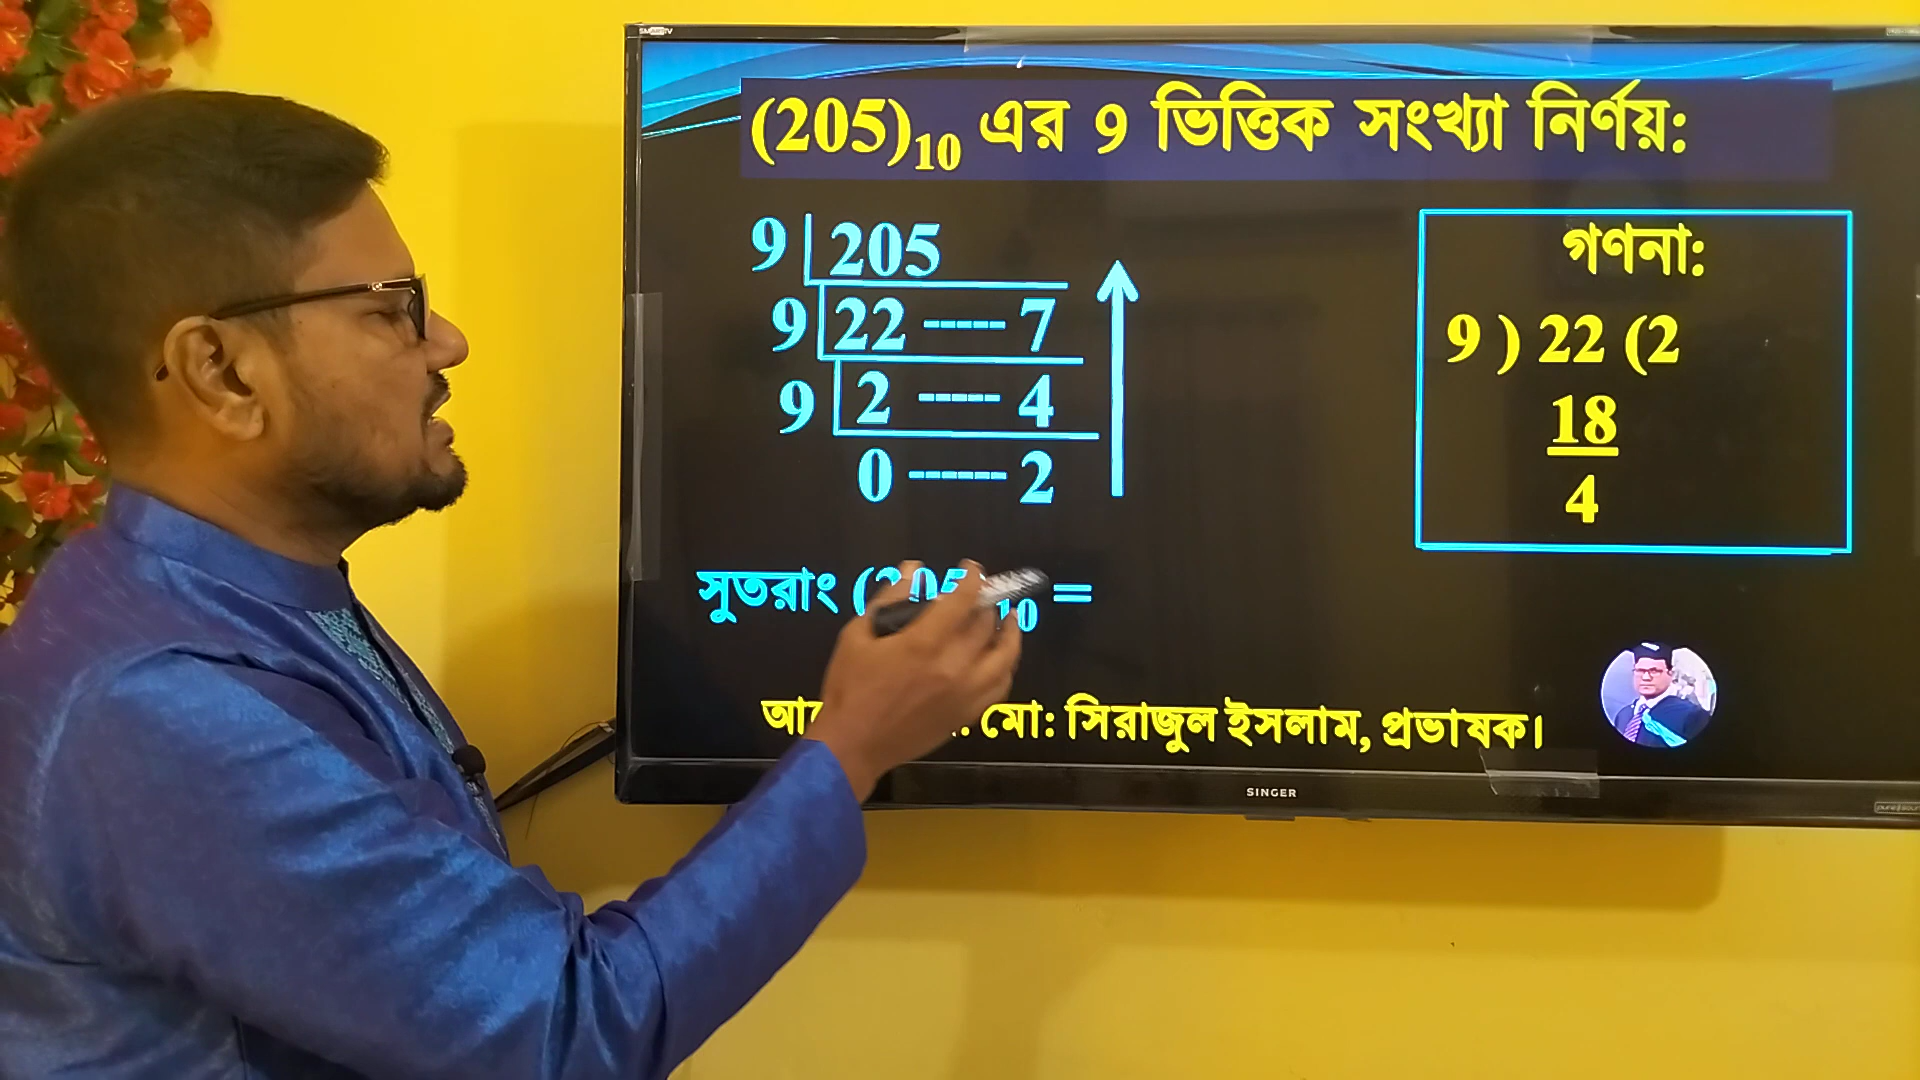 (205)10 এর 9 ভিত্তিক সংখ্যা নির্ণয়:
9 205
9 22 ----- 7
9 2 ----- 4
0 ------ 2
গণনা:
9 ) 22 (2
18
4
সুতরাং (205)10 =
মো: সিরাজুল ইসলাম, প্রভাষক।
SINGER